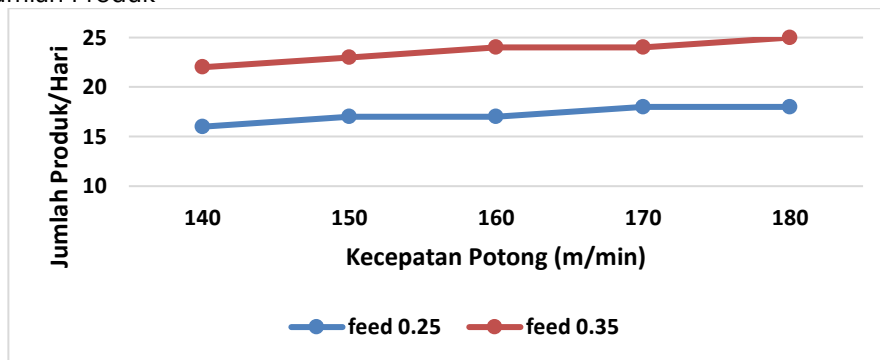 Jumlah Produk/Hari
25
20
15
10
140 150 160 170 180
Kecepatan Potong (m/min)
feed 0.25 feed 0.35